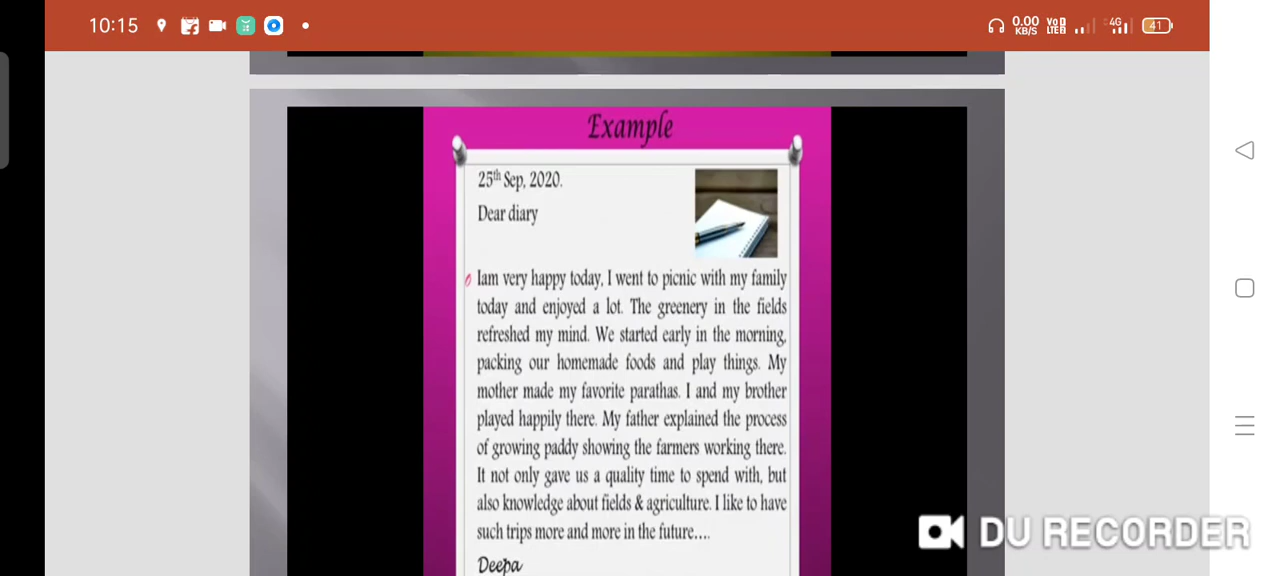 10:15
0.00
KB/S
VoD
LTE
4G
41
Example
25th Sep, 2020.
Dear diary
Iam very happy today, I went to picnic with my family
today and enjoyed a lot. The greenery in the fields
refreshed my mind. We started early in the morning,
packing our homemade foods and play things. My
mother made my favorite parathas. I and my brother
played happily there. My father explained the process
of growing paddy showing the farmers working there.
It not only gave us a quality time to spend with, but
also knowledge about fields & agriculture. I like to have
such trips more and more in the future....
Deepa
DU RECORDER